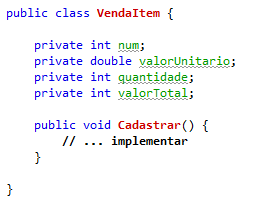 public class VendaItem {
private int num;
private double valorUnitario;
private int quantidade;
private int valorTotal;
public void Cadastrar() {
// ... implementar
}
}